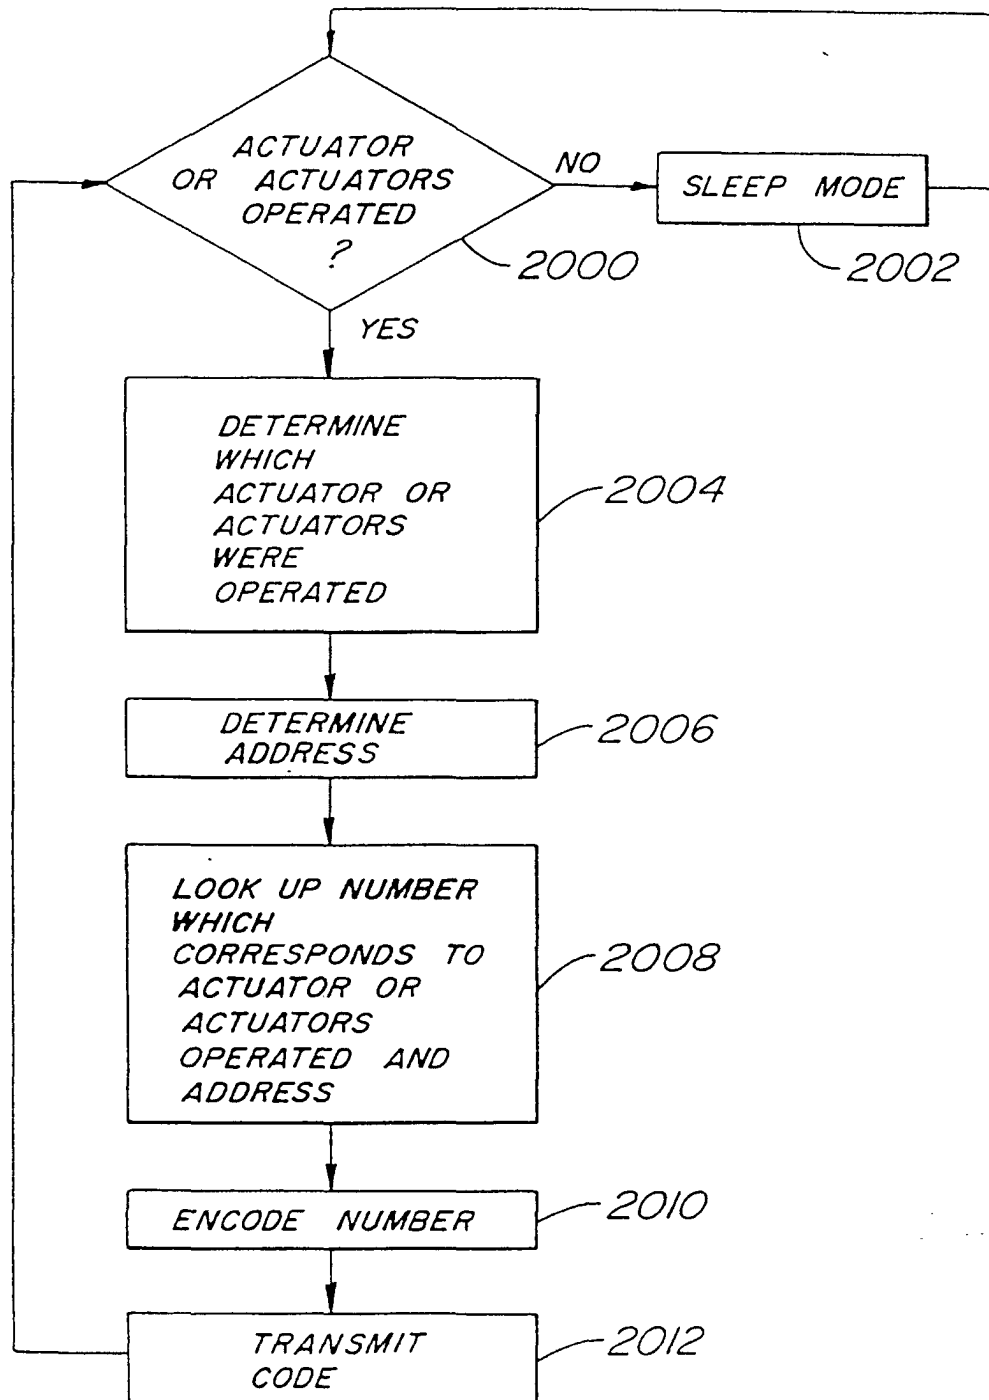 ACTUATOR
OR ACTUATORS
OPERATED
?
2000
NO
SLEEP MODE
2002
YES
DETERMINE
WHICH
ACTUATOR OR
ACTUATORS
WERE
OPERATED
2004
DETERMINE
ADDRESS
2006
LOOK UP NUMBER
WHICH
CORRESPONDS TO
ACTUATOR OR
ACTUATORS
OPERATED AND
ADDRESS
2008
ENCODE NUMBER
2010
TRANSMIT
CODE
2012